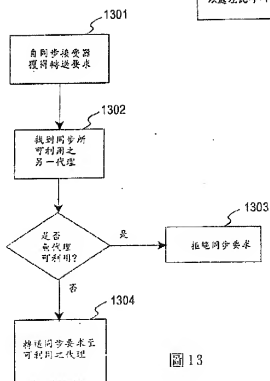 1301
自同步接受器
獲得轉送要求
1302
找到同步所
可利用之
另一代理
是否
無代理
可利用?
是
1303
拒絕同步要求
否
1304
轉送同步要求至
可利用之代理
圖13